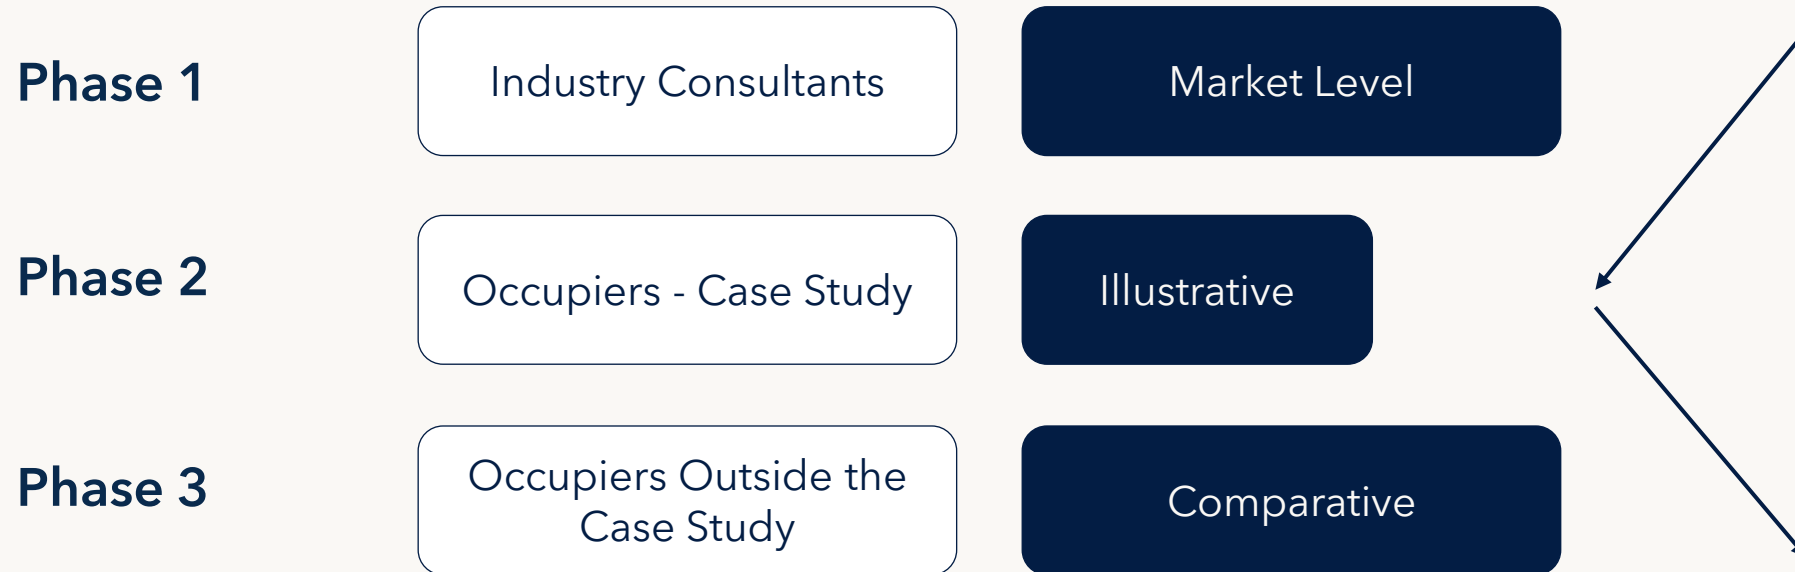 Phase 1
Industry Consultants
Market Level
Phase 2
Occupiers - Case Study
Illustrative
Phase 3
Occupiers Outside the
Case Study
Comparative